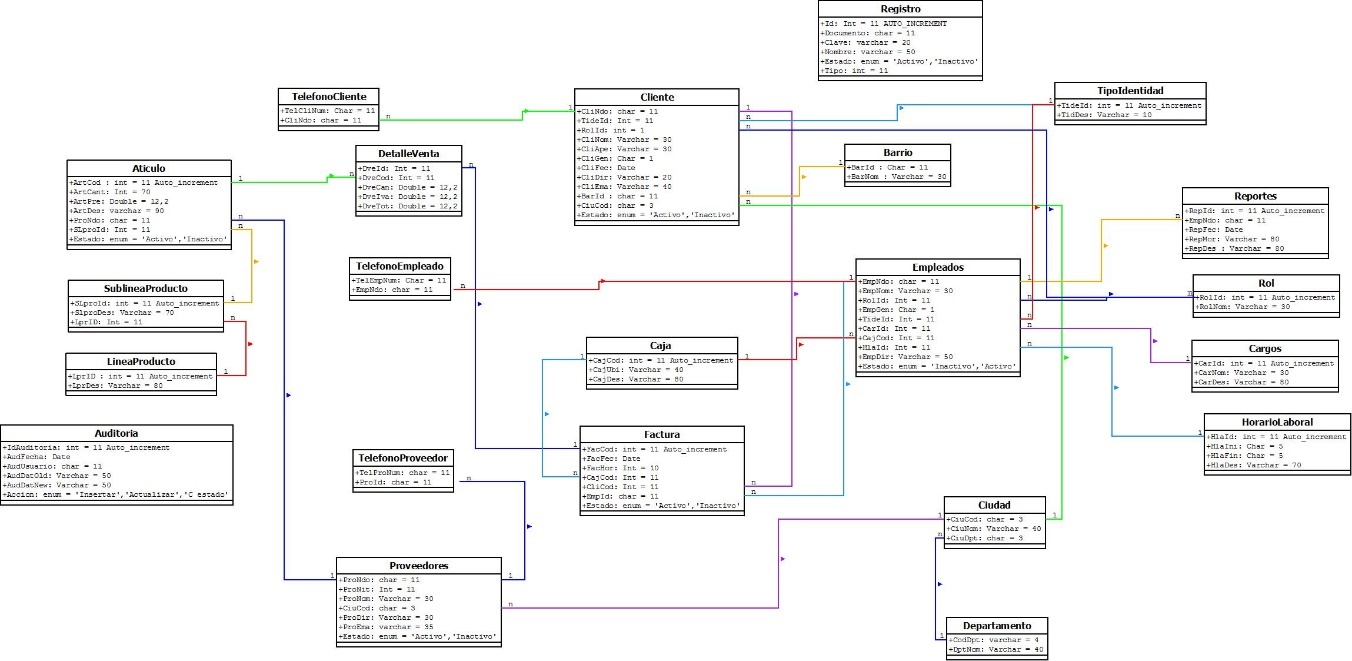 Registro
+Id: Int = 11 AUTO_INCREMENT
+Documento: char = 11
+Clave: varchar = 20
+Nombre: varchar = 50
+Estado: enum = 'Activo','Inactivo'
+Tipo: int = 11
TelefonoCliente
+TelCliNum: Char = 11
+CliNdo: char = 11
Cliente
+CliNdo: char = 11
+TideId: Int = 11
+RolId: int = 1
+CliNom: Varchar = 30
+CliApe: Varchar = 30
+CliGen: Char = 1
+CliFec: Date
+CliDir: Varchar = 20
+CliEma: Varchar = 40
+BarId : Char = 11
+CiuCod: char = 3
+Estado: enum = 'Activo','Inactivo'
TipoIdentidad
+TideId: int = 11 Auto_increment
+TidDes: Varchar = 10
Aticulo
+ArtCod : int = 11 Auto_increment
+ArtCant: Int = 70
+ArtPre: Double = 12,2
+ArtDes: varchar = 90
+ProNdo: char = 11
+SLproId: Int = 11
+Estado: enum = 'Activo','Inactivo'
DetalleVenta
+DveId: Int = 11
+DveCod: Int = 11
+DveCan: Double = 12,2
+DveIva: Double = 12,2
+DveTot: Double = 12,2
Barrio
+BarId : Char = 11
+BarNom : Varchar = 30
Reportes
+RepId: int = 11 Auto_increment
+EmpNdo: char = 11
+RepFec: Date
+RepMor: Varchar = 80
+RepDes : Varchar = 80
SublineaProducto
+SLproId: int = 11 Auto_increment
+SlproDes: Varchar = 70
+LprID: Int = 11
TelefonoEmpleado
+TelEmpNum: Char = 11
+EmpNdo: char = 11
Empleados
+EmpNdo: char = 11
+EmpNom: Varchar = 30
+RolId: Int = 11
+EmpGen: Char = 1
+TideId: Int = 11
+CarId: Int = 11
+CajCod: Int = 11
+HlaId: Int = 11
+EmpDir: Varchar = 50
+Estado: enum = 'Inactivo','Activo'
Rol
+RolId: int = 11 Auto_increment
+RolNom: Varchar = 30
LineaProducto
+LprID : int = 11 Auto_increment
+LprDes: Varchar = 80
Caja
+CajCod: int = 11 Auto_increment
+CajUbi: Varchar = 40
+CajDes: Varchar = 80
Cargos
+CarId: int = 11 Auto_increment
+CarNom: Varchar = 30
+CarDes: Varchar = 80
Auditoria
+IdAuditoria: int = 11 Auto_increment
+AudFecha: Date
+AudUsuario: char = 11
+AudDatOld: Varchar = 50
+AudDatNew: Varchar = 50
+Accion: enum = 'Insertar','Actualizar','C estado'
TelefonoProveedor
+TelProNum: char = 11
+ProId: char = 11
Factura
+FacCod: int = 11 Auto_increment
+FacFec: Date
+FacHor: Int = 10
+CajCod: Int = 11
+CliCod: Int = 11
+EmpId: char = 11
+Estado: enum = 'Activo','Inactivo'
HorarioLaboral
+HlaId: int = 11 Auto_increment
+HlaIni: Char = 5
+HlaFin: Char = 5
+HlaDes: Varchar = 70
Ciudad
+CiuCod: char = 3
+CiuNom: Varchar = 40
+CiuDpt: char = 3
Proveedores
+ProNdo: char = 11
+ProNit: Int = 11
+ProNom: Varchar = 30
+CiuCod: char = 3
+ProDir: Varchar = 30
+ProEma: varchar = 35
+Estado: enum = 'Activo','Inactivo'
Departamento
+CodDpt: varchar = 4
+DptNom: Varchar = 40